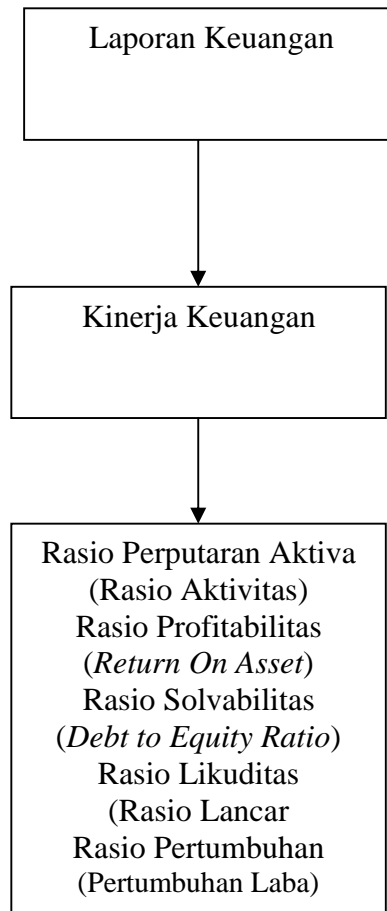 Laporan Keuangan
Kinerja Keuangan
Rasio Perputaran Aktiva
(Rasio Aktivitas)
Rasio Profitabilitas
(Return On Asset)
Rasio Solvabilitas
(Debt to Equity Ratio)
Rasio Likuditas
(Rasio Lancar
Rasio Pertumbuhan
(Pertumbuhan Laba)